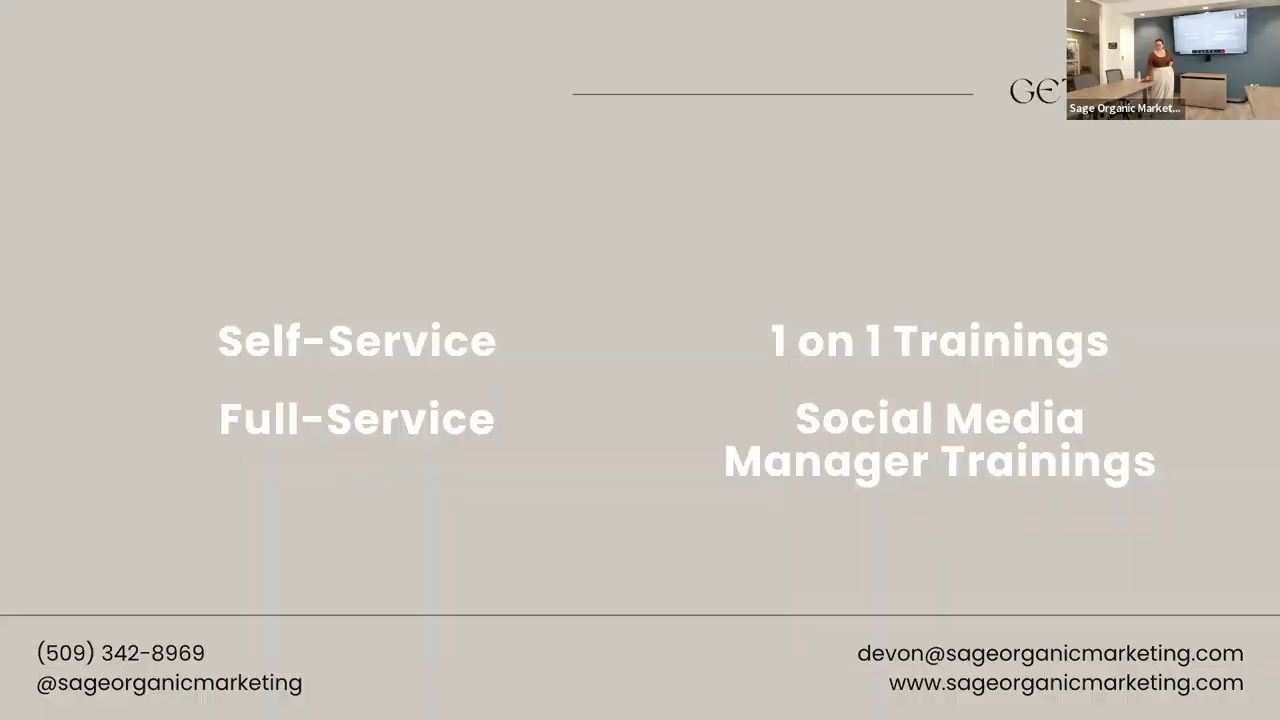 Sage Organic Market...
Self-Service
Full-Service
1 on 1 Trainings
Social Media
Manager Trainings
(509) 342-8969
@sageorganicmarketing
devon@sageorganicmarketing.com
www.sageorganicmarketing.com